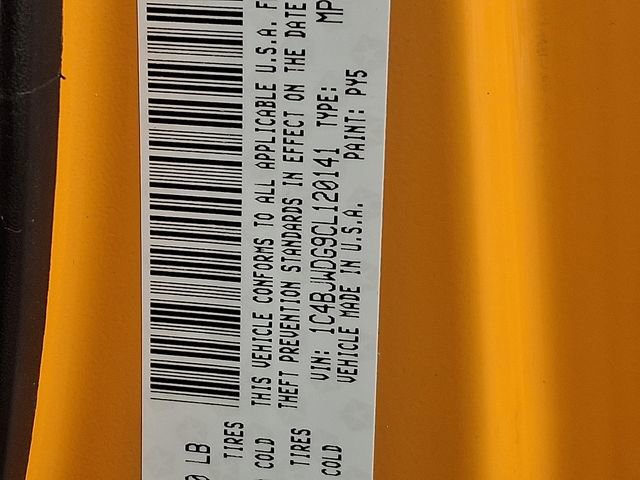 THIS VEHICLE CONFORMS TO ALL APPLICABLE U.S.A. F
THEFT PREVENTION STANDARDS IN EFFECT ON THE DATE
VIN: 1C4BJWDG9CL120141 TYPE: MP
VEHICLE MADE IN U.S.A. PAINT: PY5
0 LB
TIRES
COLD
TIRES
COLD